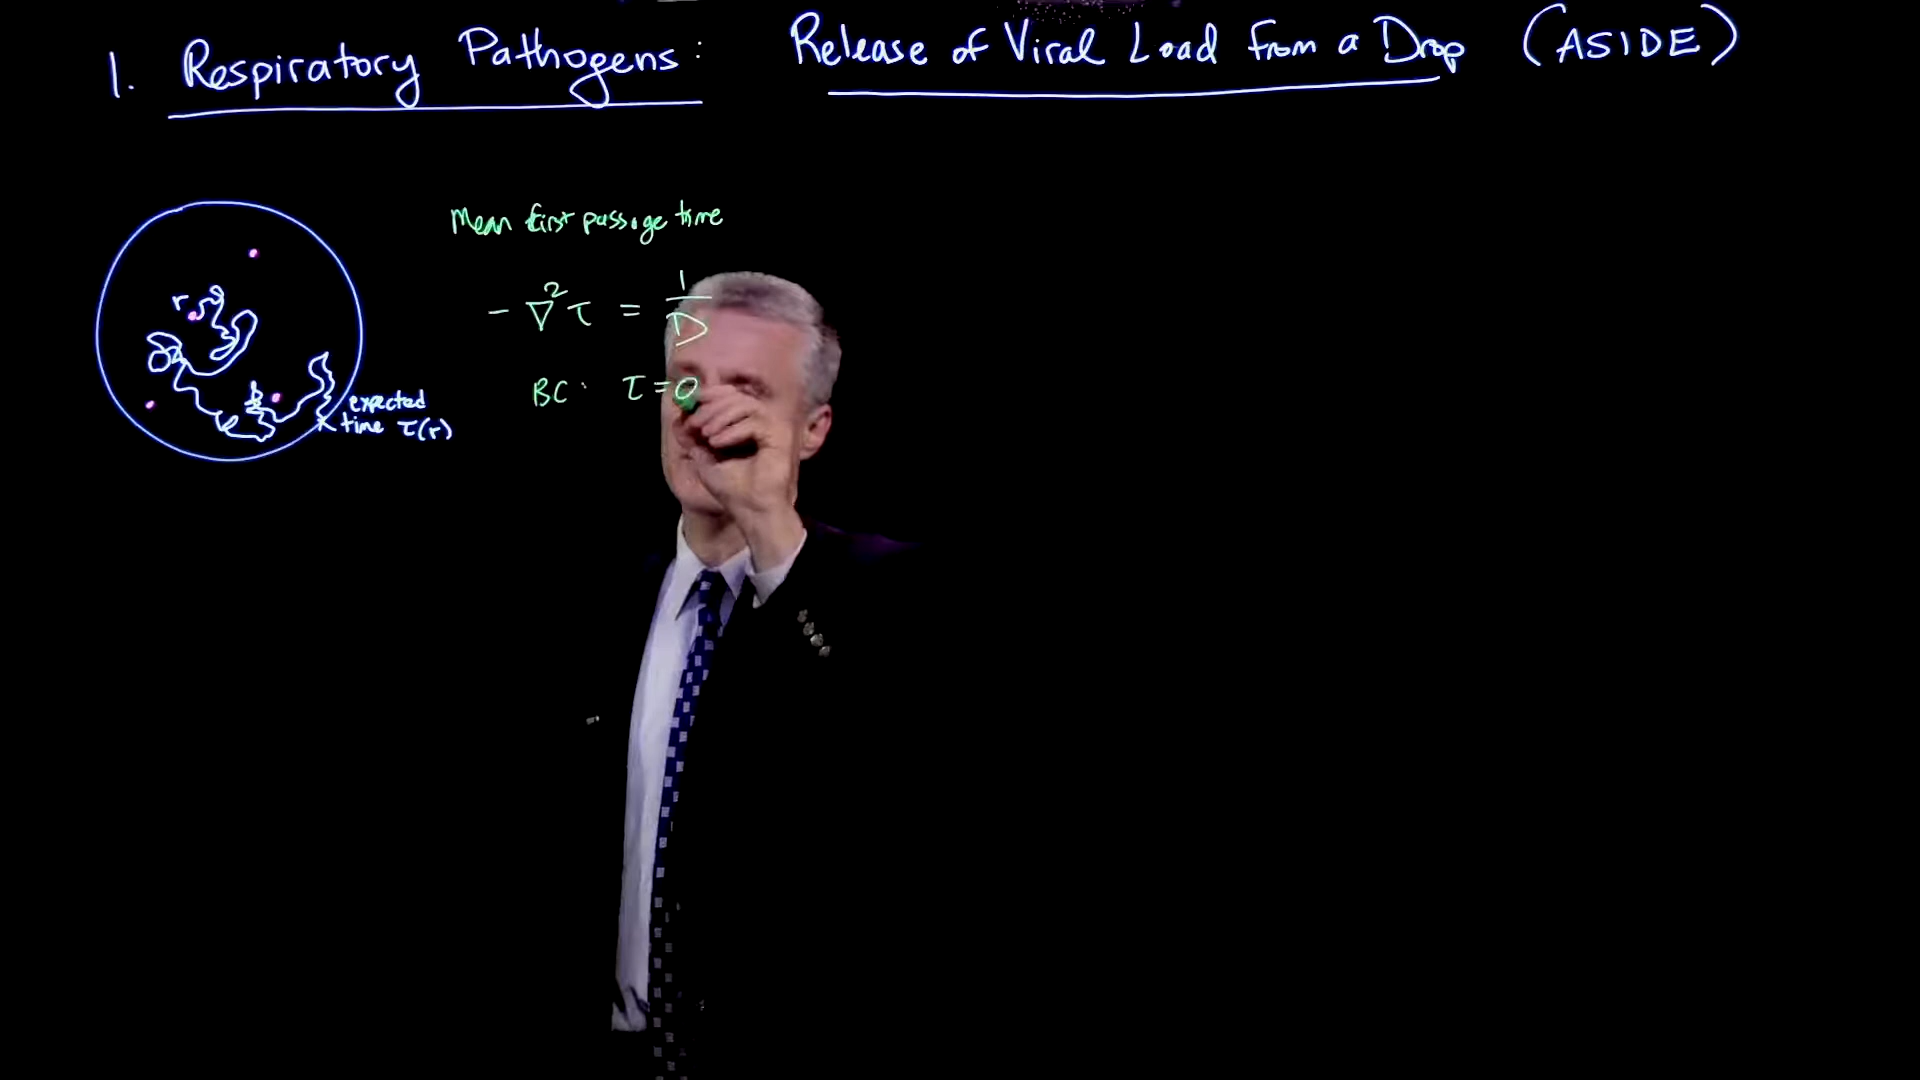 1. Respiratory Pathogens: Release of Viral Load from a Drop (ASIDE)
Mean first passage time
r
- ∇² τ = 1/D
BC: τ = 0
expected
time τ(r)